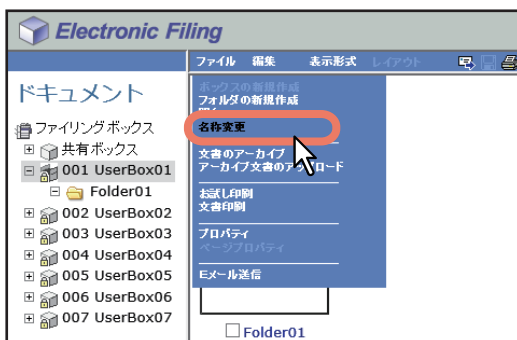 Electronic Filing
ファイル 編集 表示形式 レイアウト
ドキュメント
ファイリングボックス
共有ボックス
001 UserBox01
Folder01
002 UserBox02
003 UserBox03
004 UserBox04
005 UserBox05
006 UserBox06
007 UserBox07
ボックスの新規作成
フォルダの新規作成
名称変更
文書のアーカイブ
アーカイブ文書のアップロード
お試し印刷
文書印刷
プロパティ
ページプロパティ
Eメール送信
Folder01